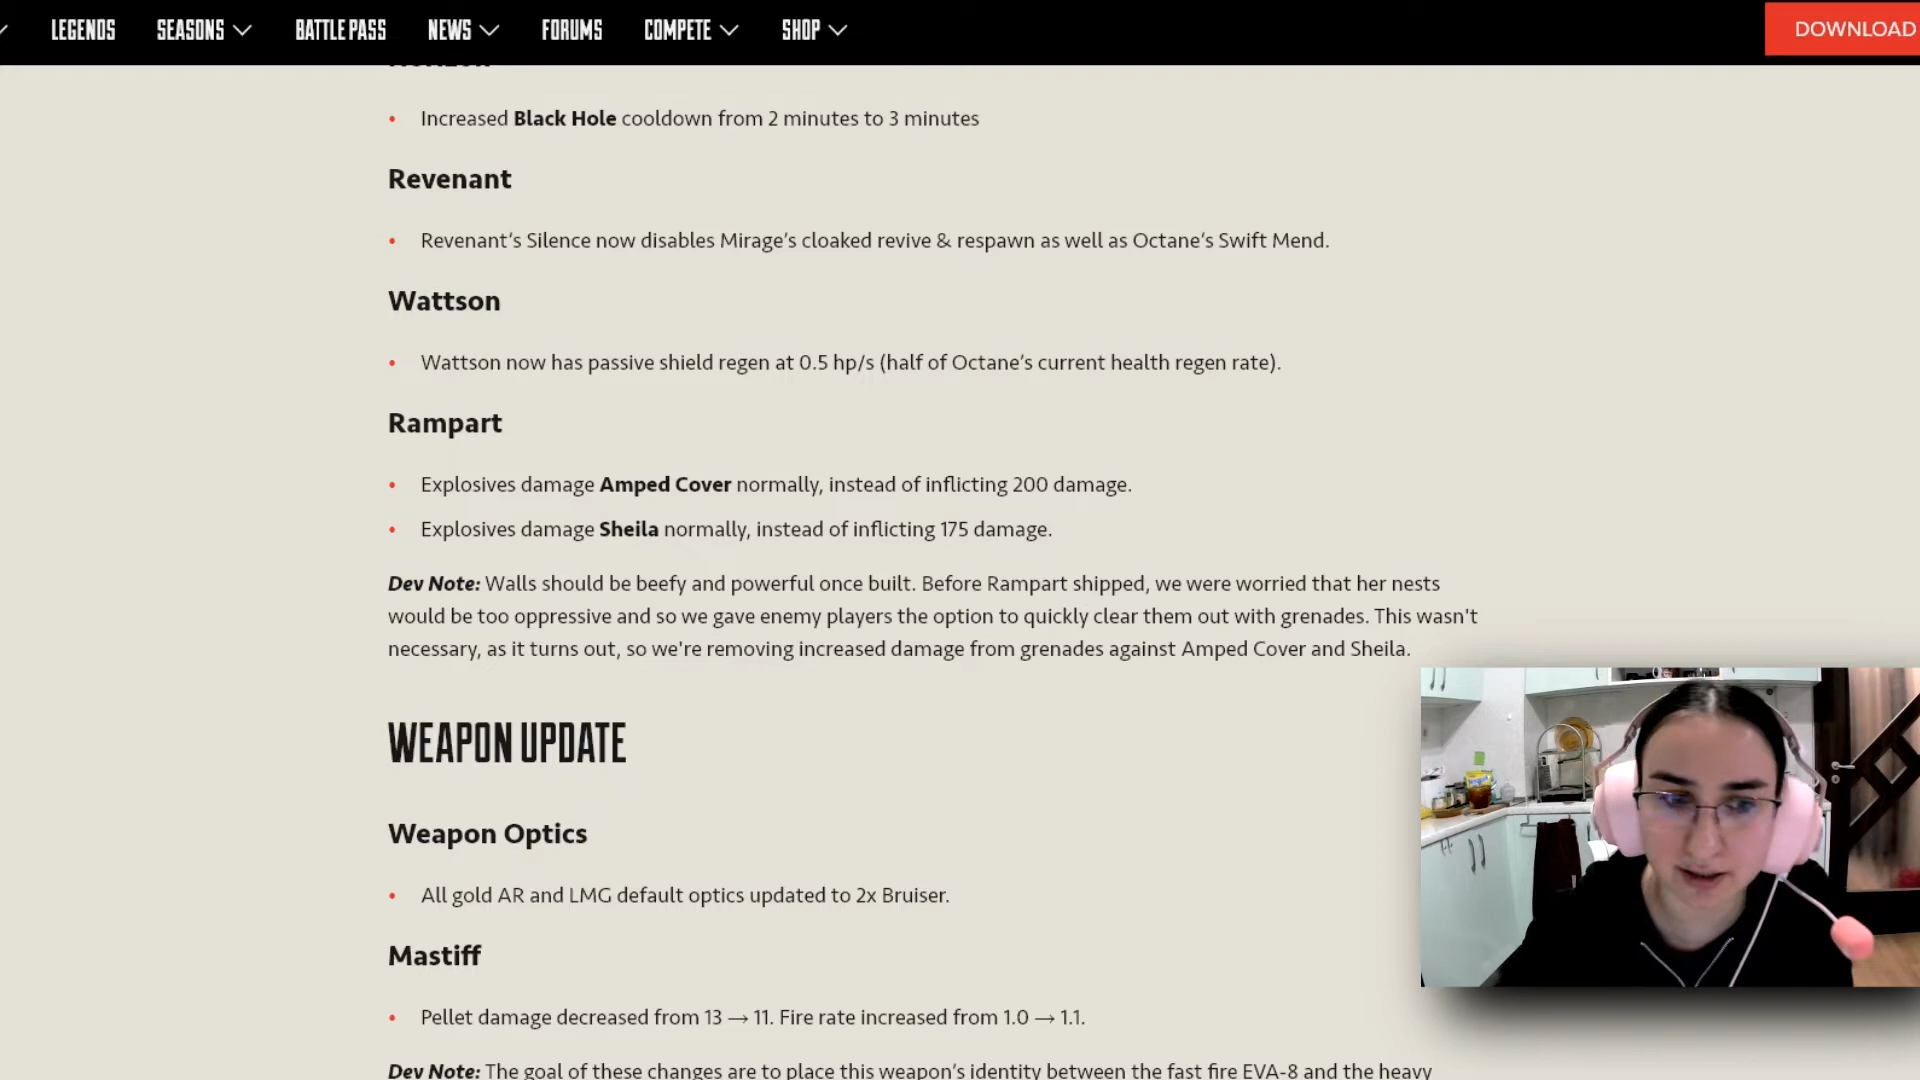 LEGENDS SEASONS BATTLE PASS NEWS FORUMS COMPETE SHOP DOWNLOAD
• Increased Black Hole cooldown from 2 minutes to 3 minutes
Revenant
• Revenant’s Silence now disables Mirage’s cloaked revive & respawn as well as Octane’s Swift Mend.
Wattson
• Wattson now has passive shield regen at 0.5 hp/s (half of Octane’s current health regen rate).
Rampart
• Explosives damage Amped Cover normally, instead of inflicting 200 damage.
• Explosives damage Sheila normally, instead of inflicting 175 damage.
Dev Note: Walls should be beefy and powerful once built. Before Rampart shipped, we were worried that her nests
would be too oppressive and so we gave enemy players the option to quickly clear them out with grenades. This wasn't
necessary, as it turns out, so we're removing increased damage from grenades against Amped Cover and Sheila.
WEAPON UPDATE
Weapon Optics
• All gold AR and LMG default optics updated to 2x Bruiser.
Mastiff
• Pellet damage decreased from 13 → 11. Fire rate increased from 1.0 → 1.1.
Dev Note: The goal of these changes are to place this weapon’s identity between the fast fire EVA-8 and the heavy